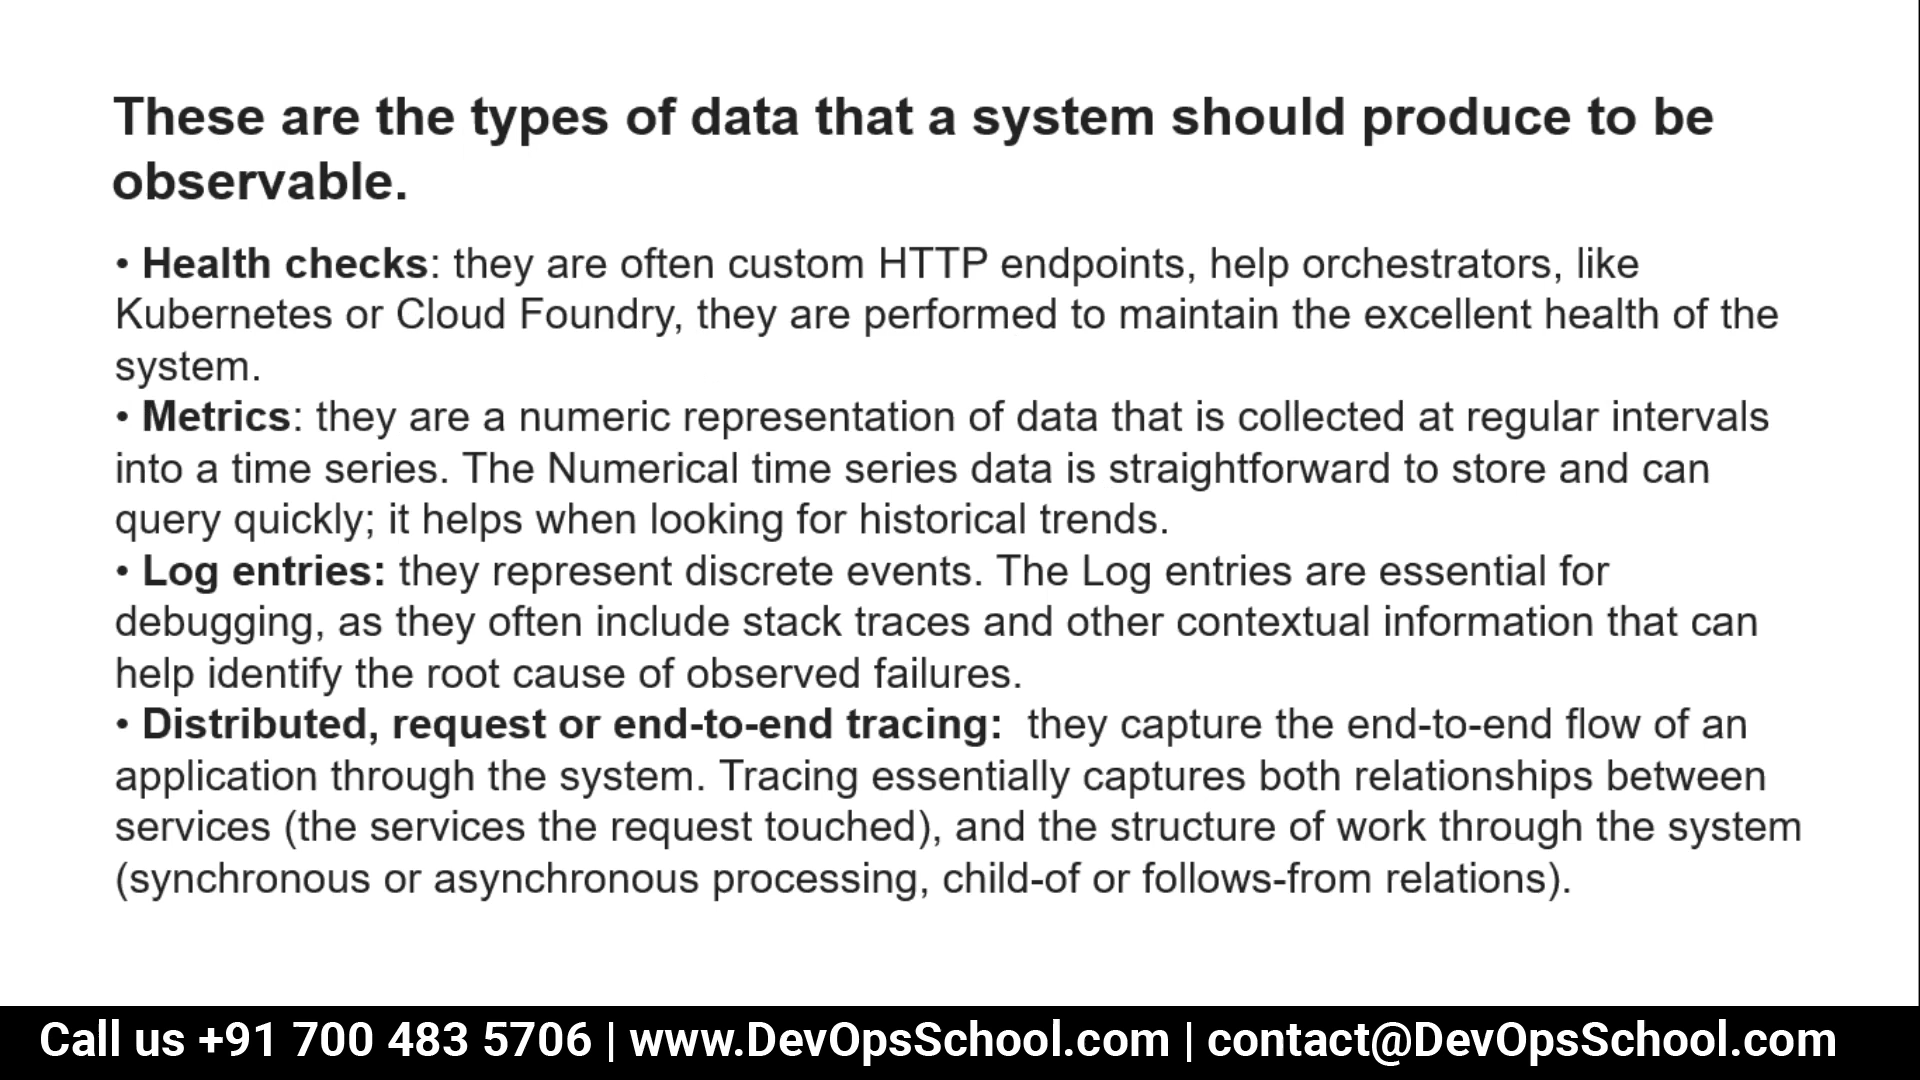 These are the types of data that a system should produce to be
observable.
• Health checks: they are often custom HTTP endpoints, help orchestrators, like
Kubernetes or Cloud Foundry, they are performed to maintain the excellent health of the
system.
• Metrics: they are a numeric representation of data that is collected at regular intervals
into a time series. The Numerical time series data is straightforward to store and can
query quickly; it helps when looking for historical trends.
• Log entries: they represent discrete events. The Log entries are essential for
debugging, as they often include stack traces and other contextual information that can
help identify the root cause of observed failures.
• Distributed, request or end-to-end tracing:  they capture the end-to-end flow of an
application through the system. Tracing essentially captures both relationships between
services (the services the request touched), and the structure of work through the system
(synchronous or asynchronous processing, child-of or follows-from relations).
Call us +91 700 483 5706 | www.DevOpsSchool.com | contact@DevOpsSchool.com